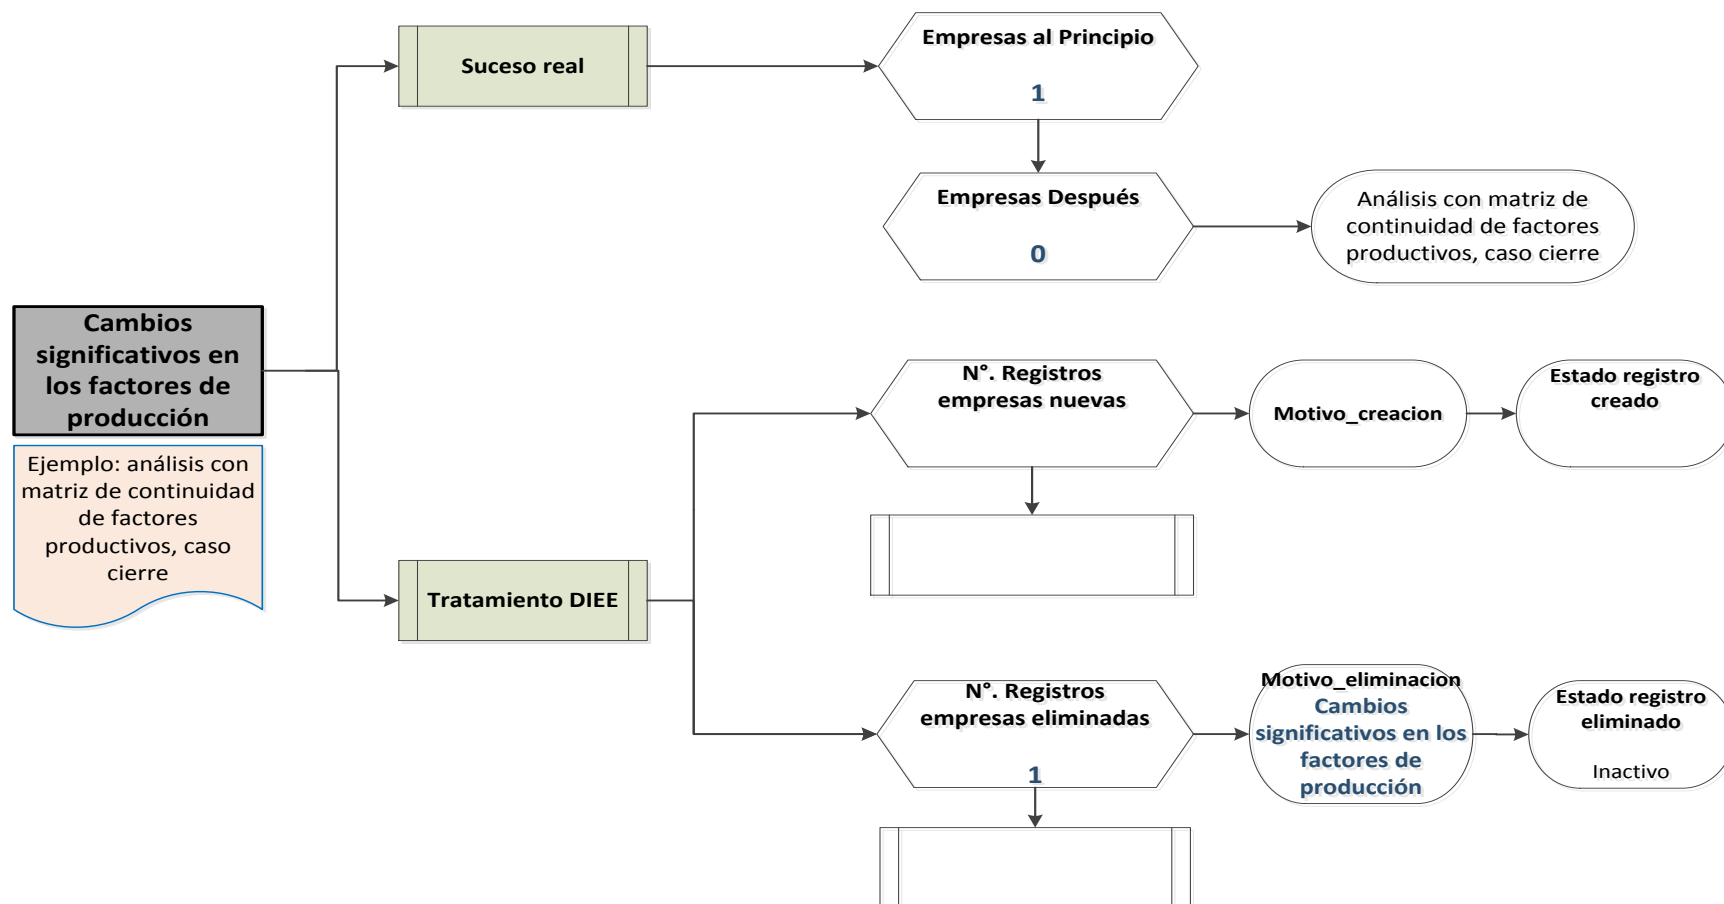 Suceso real
Empresas al Principio
1
Empresas Después
0
Análisis con matriz de
continuidad de factores
productivos, caso cierre
Cambios
significativos en
los factores de
producción
Ejemplo: análisis con
matriz de continuidad
de factores
productivos, caso
cierre
Tratamiento DIEE
N°. Registros
empresas nuevas
Motivo_creacion
Estado registro
creado
N°. Registros
empresas eliminadas
1
Motivo_eliminacion
Cambios
significativos en los
factores de
producción
Estado registro
eliminado
Inactivo